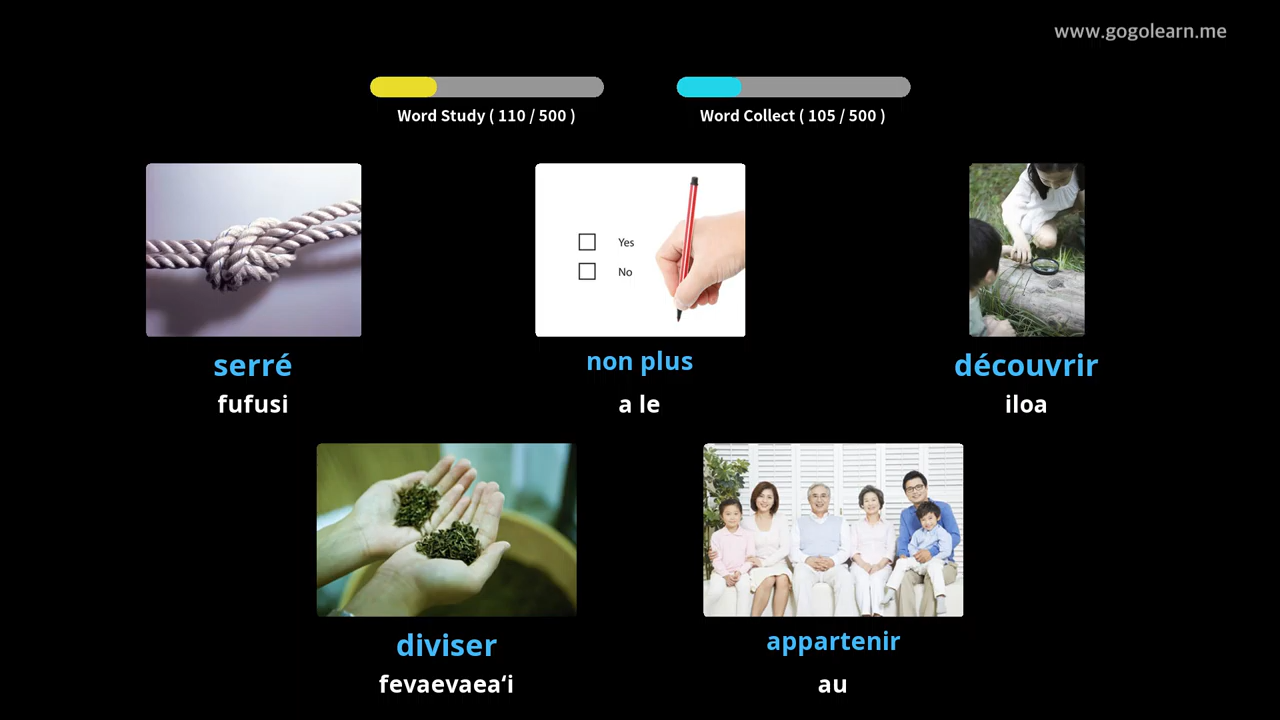 www.gogolearn.me
Word Study ( 110 / 500 )
Word Collect ( 105 / 500 )
Yes
No
serré
fufusi
non plus
a le
découvrir
iloa
diviser
fevaevaea‘i
appartenir
au